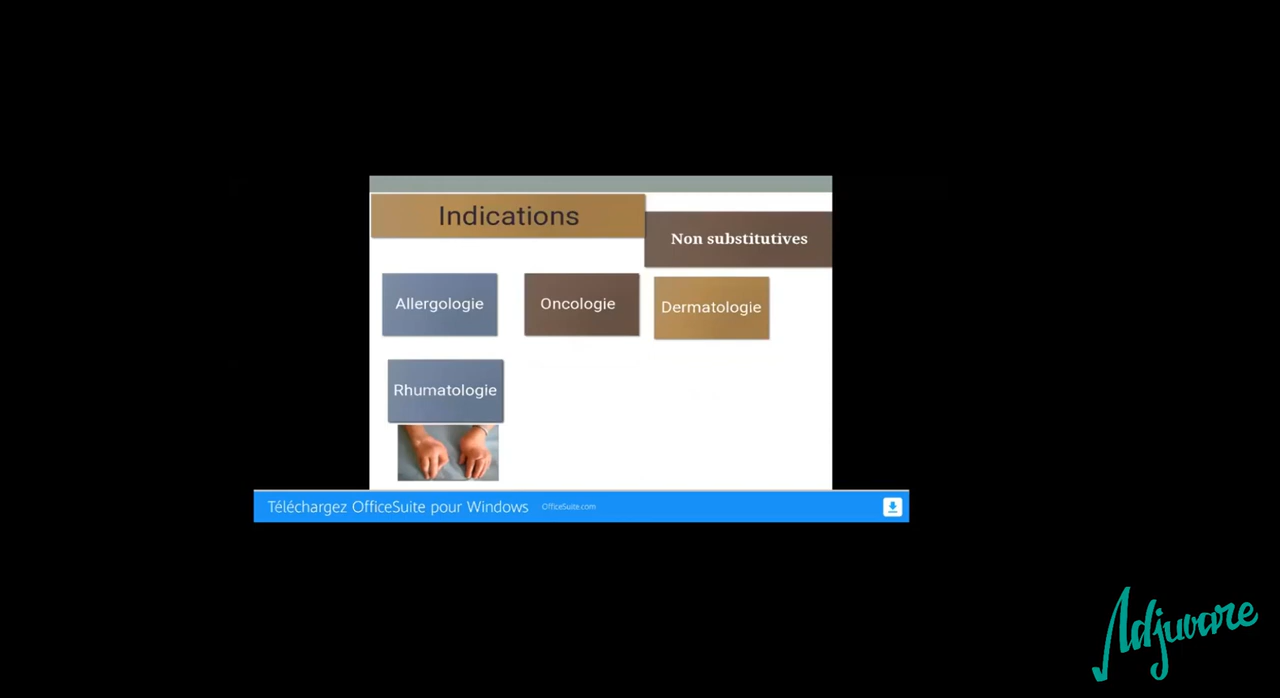 Indications
Non substitutives
Allergologie
Oncologie
Dermatologie
Rhumatologie
Téléchargez OfficeSuite pour Windows OfficeSuite.com
Adjuvare